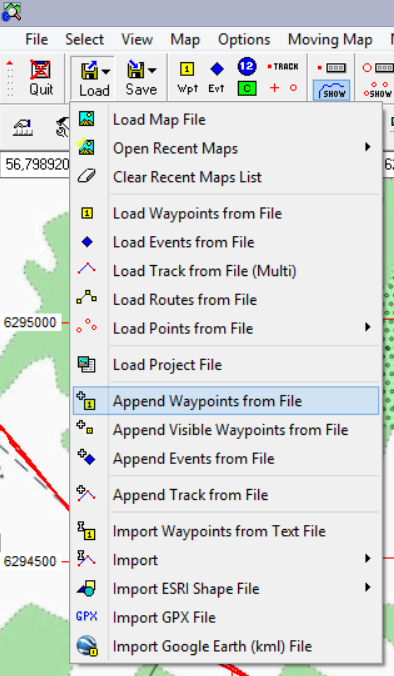 File Select View Map Options Moving Map
12 TRACK
Quit Load Save Wpt Evt C SHOW SHOW
56,798920
Load Map File
Open Recent Maps
Clear Recent Maps List
1 Load Waypoints from File
Load Events from File
Load Track from File (Multi)
Load Routes from File
6295000
Load Points from File
Load Project File
1 Append Waypoints from File
Append Visible Waypoints from File
Append Events from File
Append Track from File
1 Import Waypoints from Text File
6294500
Import
Import ESRI Shape File
GPX Import GPX File
Import Google Earth (kml) File